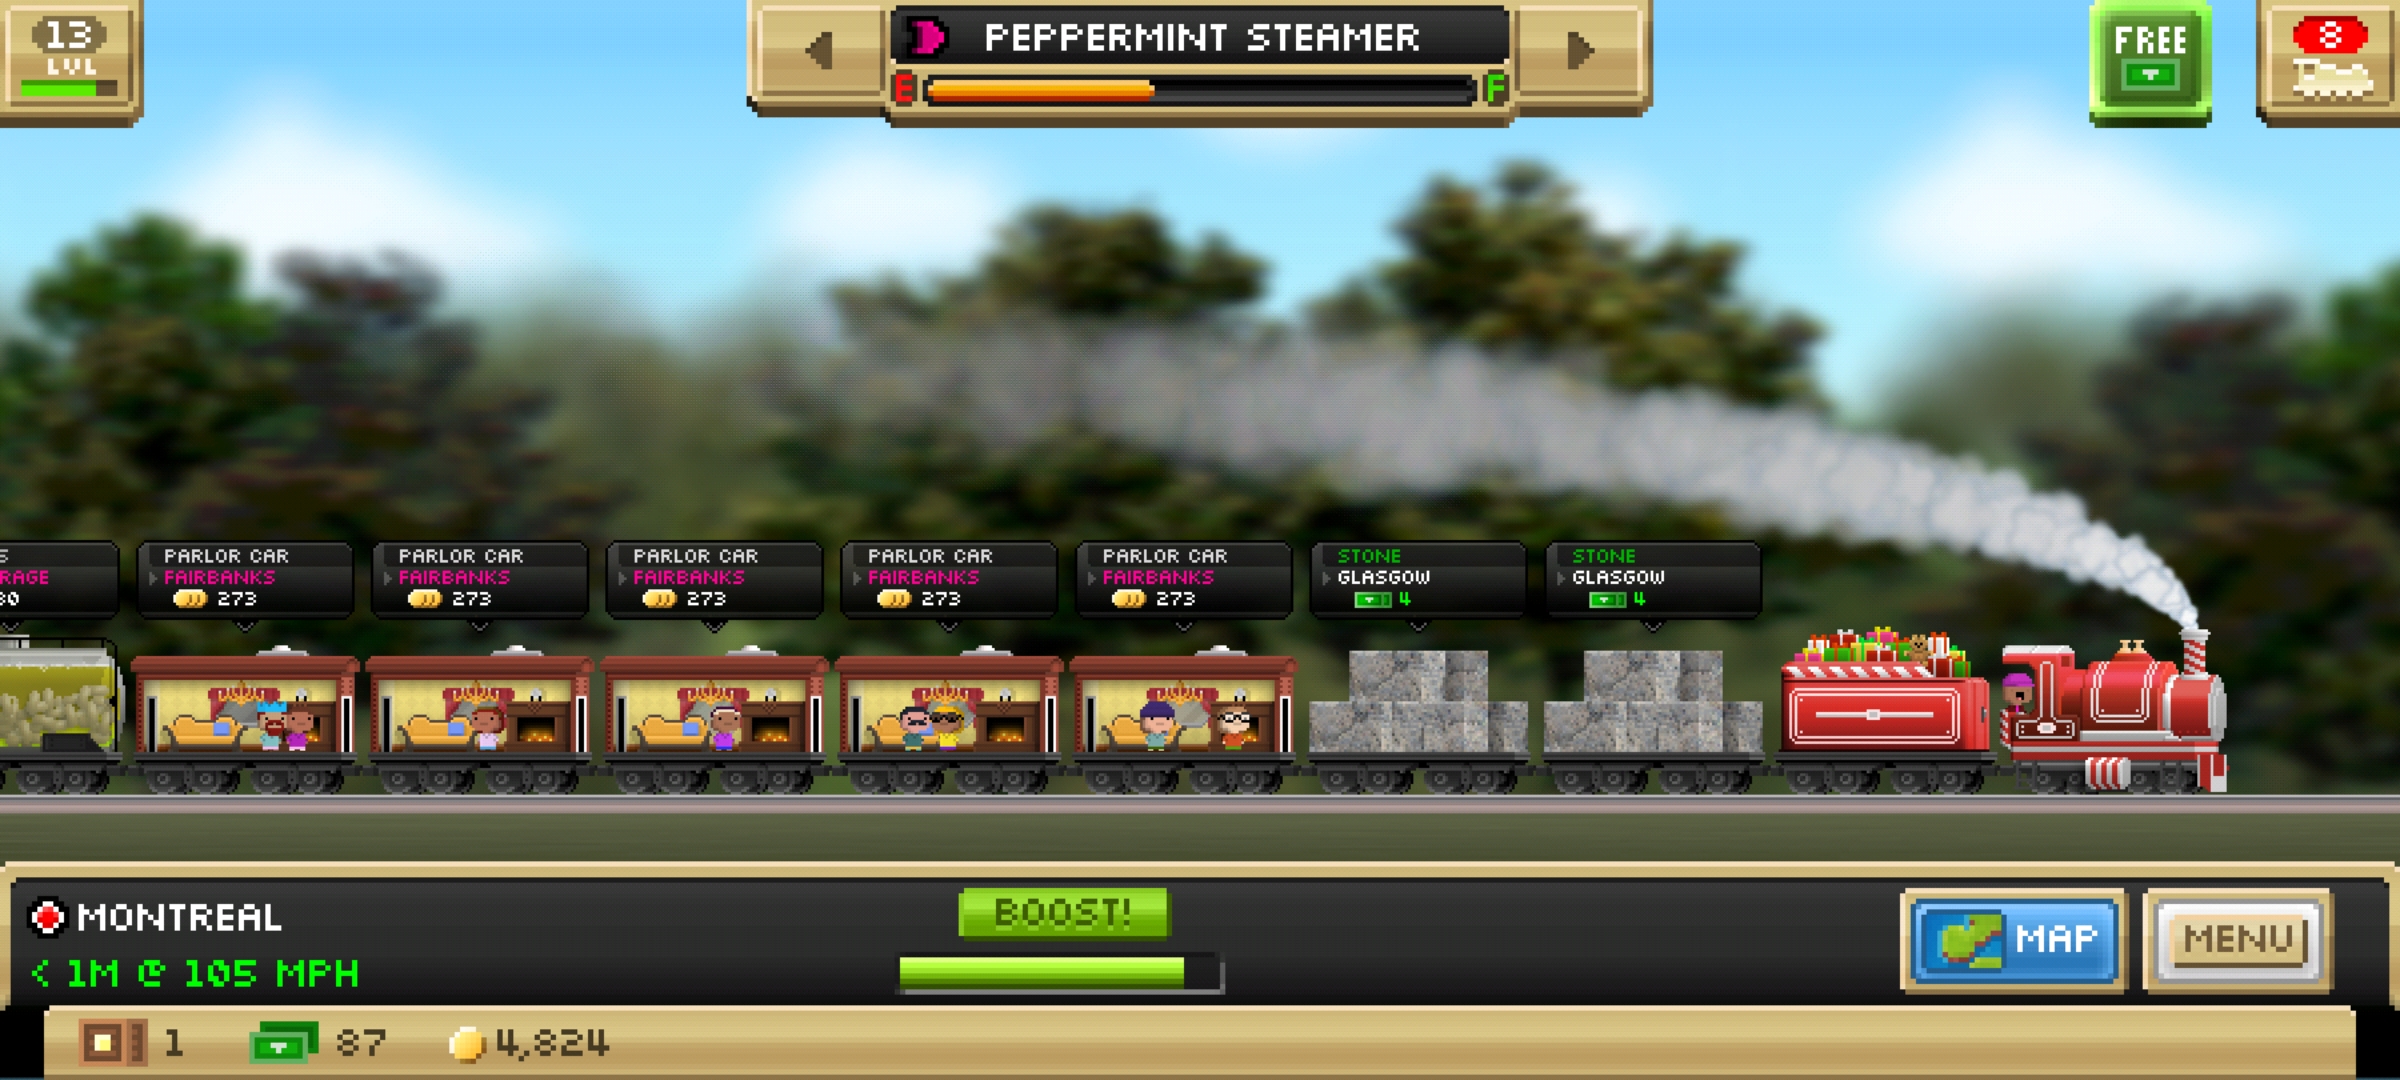 13
LVL
PEPPERMINT STEAMER
E
F
FREE
8
PARLOR CAR
FAIRBANKS
273
PARLOR CAR
FAIRBANKS
273
PARLOR CAR
FAIRBANKS
273
PARLOR CAR
FAIRBANKS
273
PARLOR CAR
FAIRBANKS
273
STONE
GLASGOW
4
STONE
GLASGOW
4
MONTREAL
< 1M @ 105 MPH
BOOST!
MAP
MENU
1
87
4,824